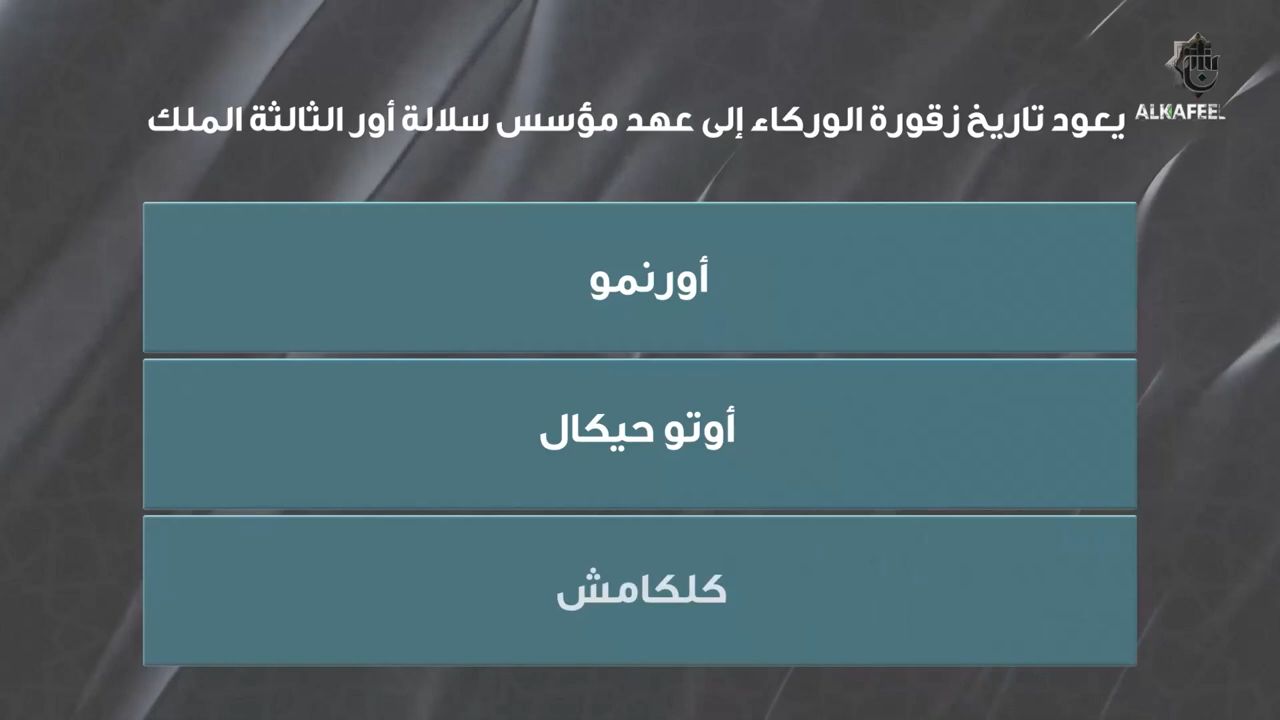 ALKAFEEL
يعود تاريخ زقورة الوركاء إلى عهد مؤسس سلالة أور الثالثة الملك
أورنمو
أوتو حيكال
كلكامش